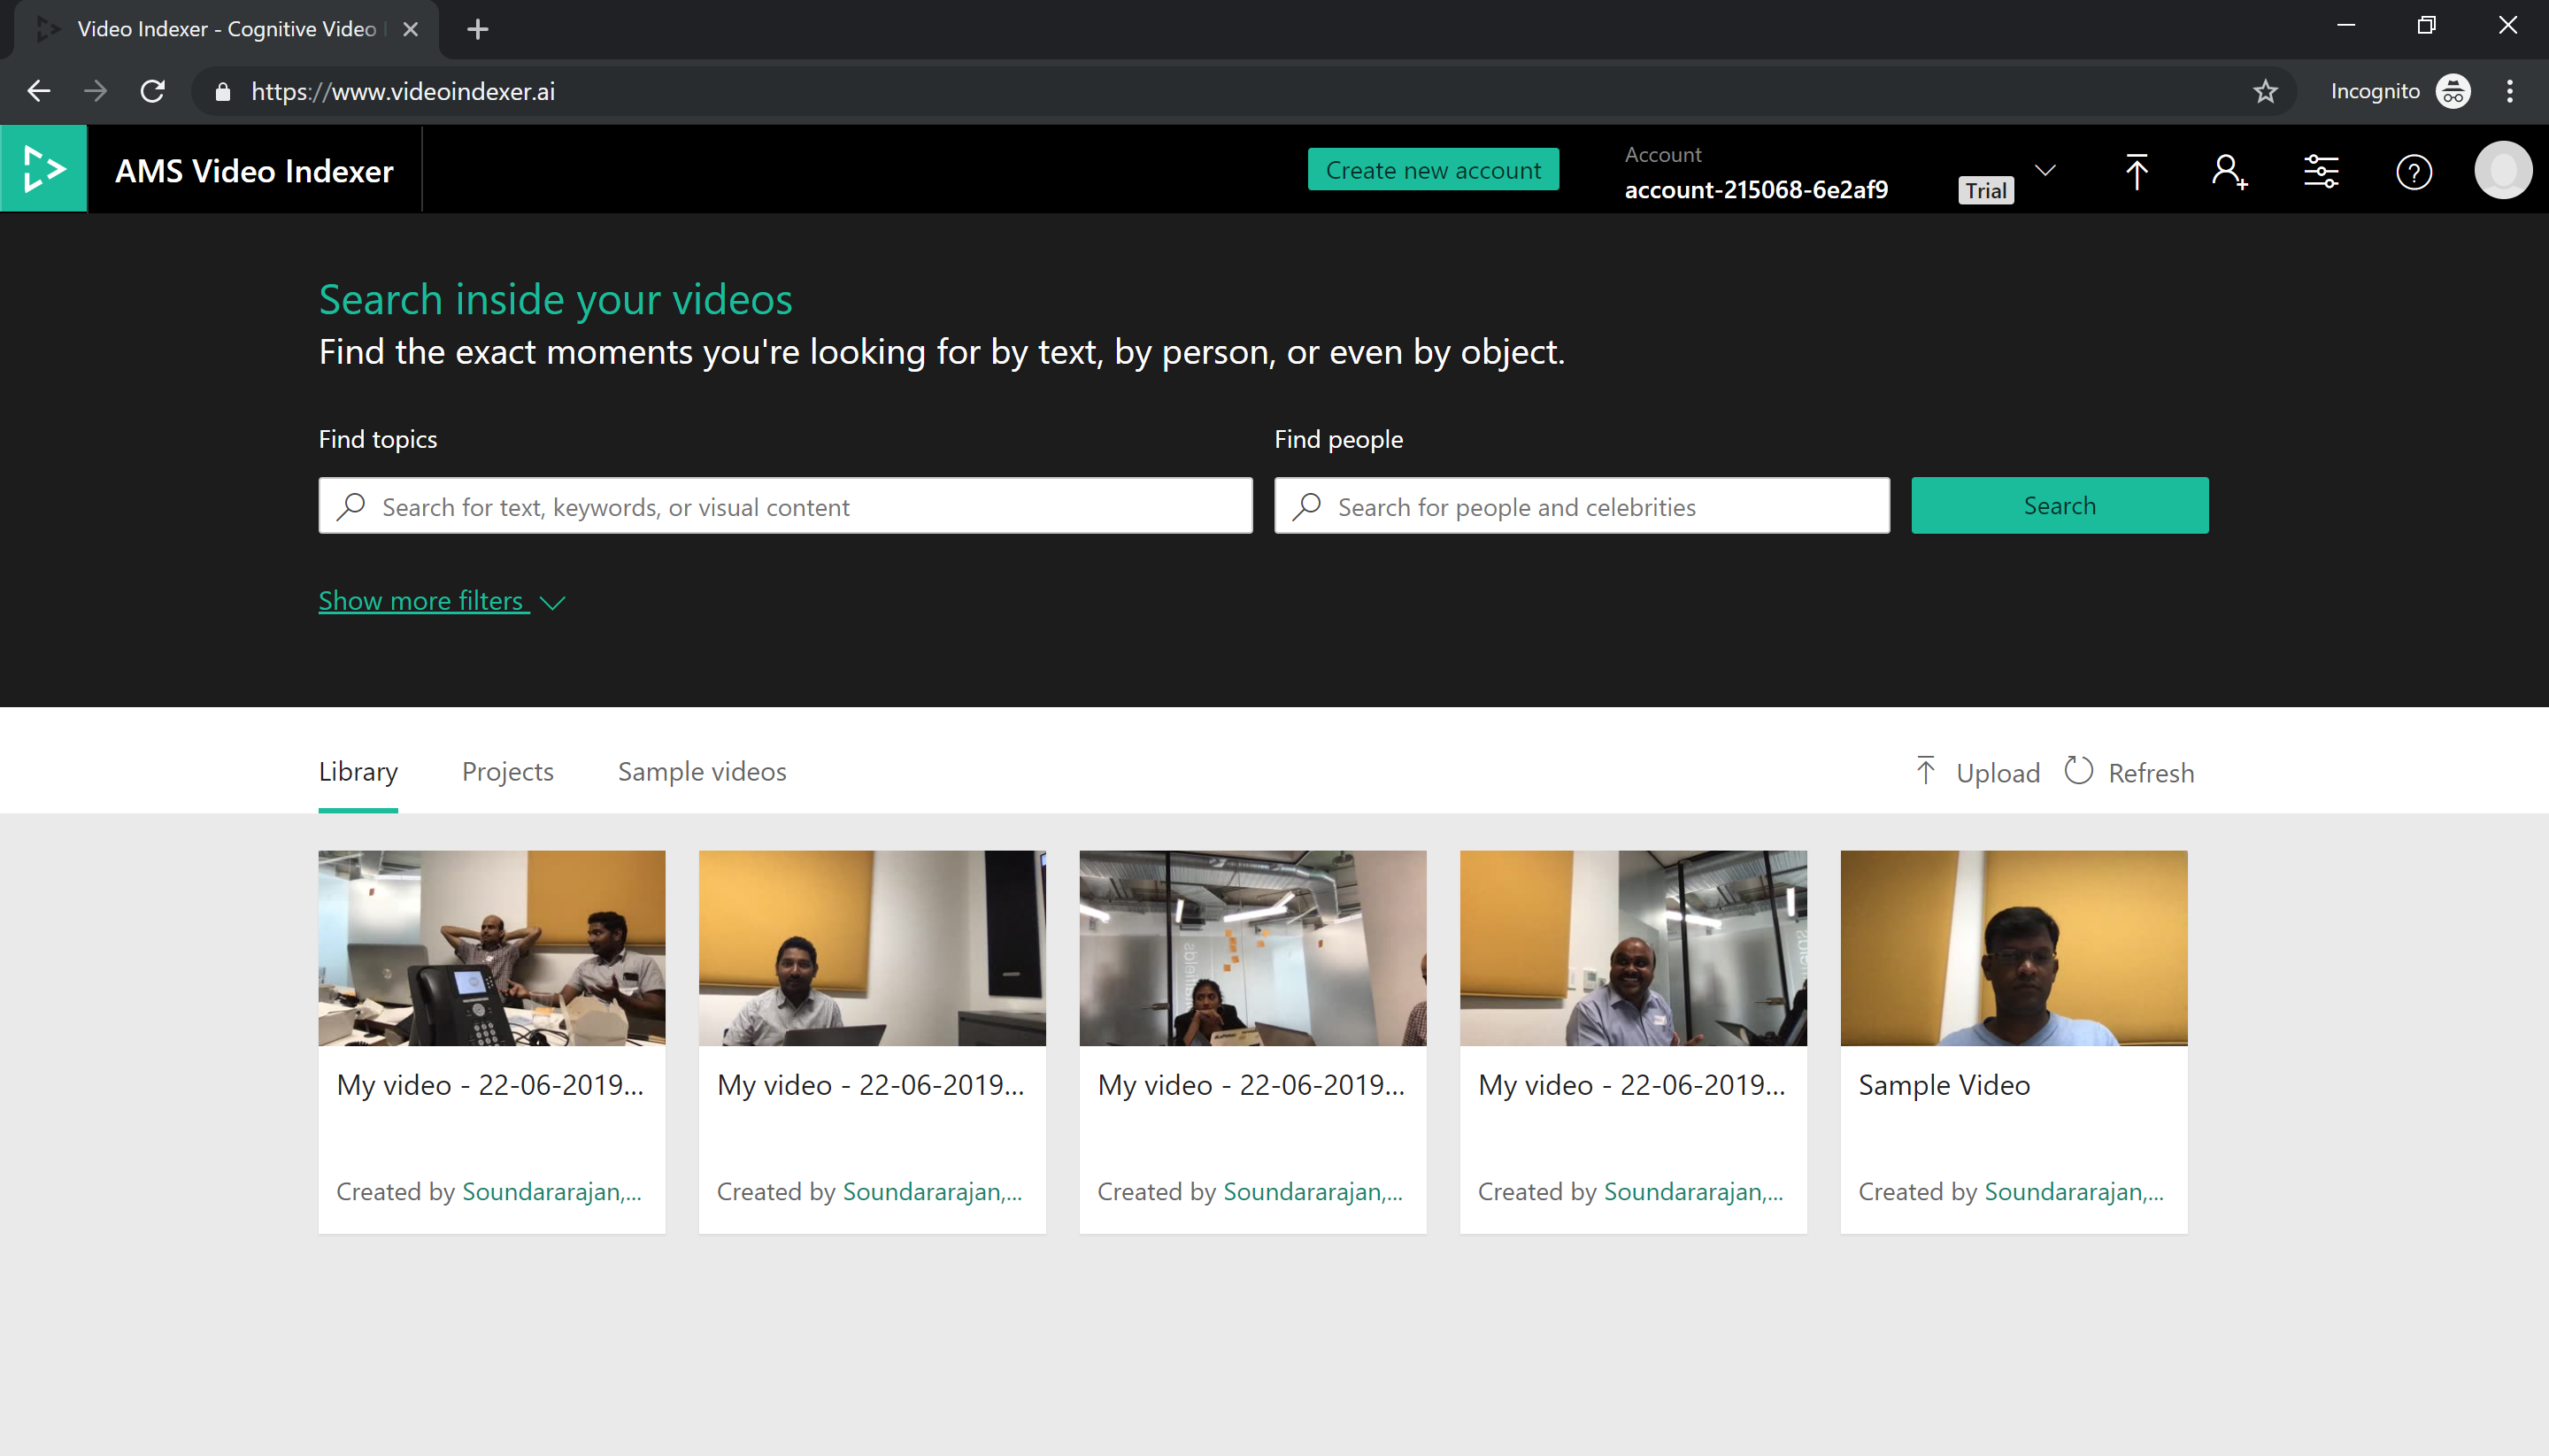 Video Indexer - Cognitive Video
https://www.videoindexer.ai
Incognito
AMS Video Indexer
Create new account
Account
account-215068-6e2af9
Trial
Search inside your videos
Find the exact moments you're looking for by text, by person, or even by object.
Find topics
Find people
Search for text, keywords, or visual content
Search for people and celebrities
Search
Show more filters
Library
Projects
Sample videos
Upload
Refresh
My video - 22-06-2019...
My video - 22-06-2019...
My video - 22-06-2019...
My video - 22-06-2019...
Sample Video
Created by Soundararajan,...
Created by Soundararajan,...
Created by Soundararajan,...
Created by Soundararajan,...
Created by Soundararajan,...